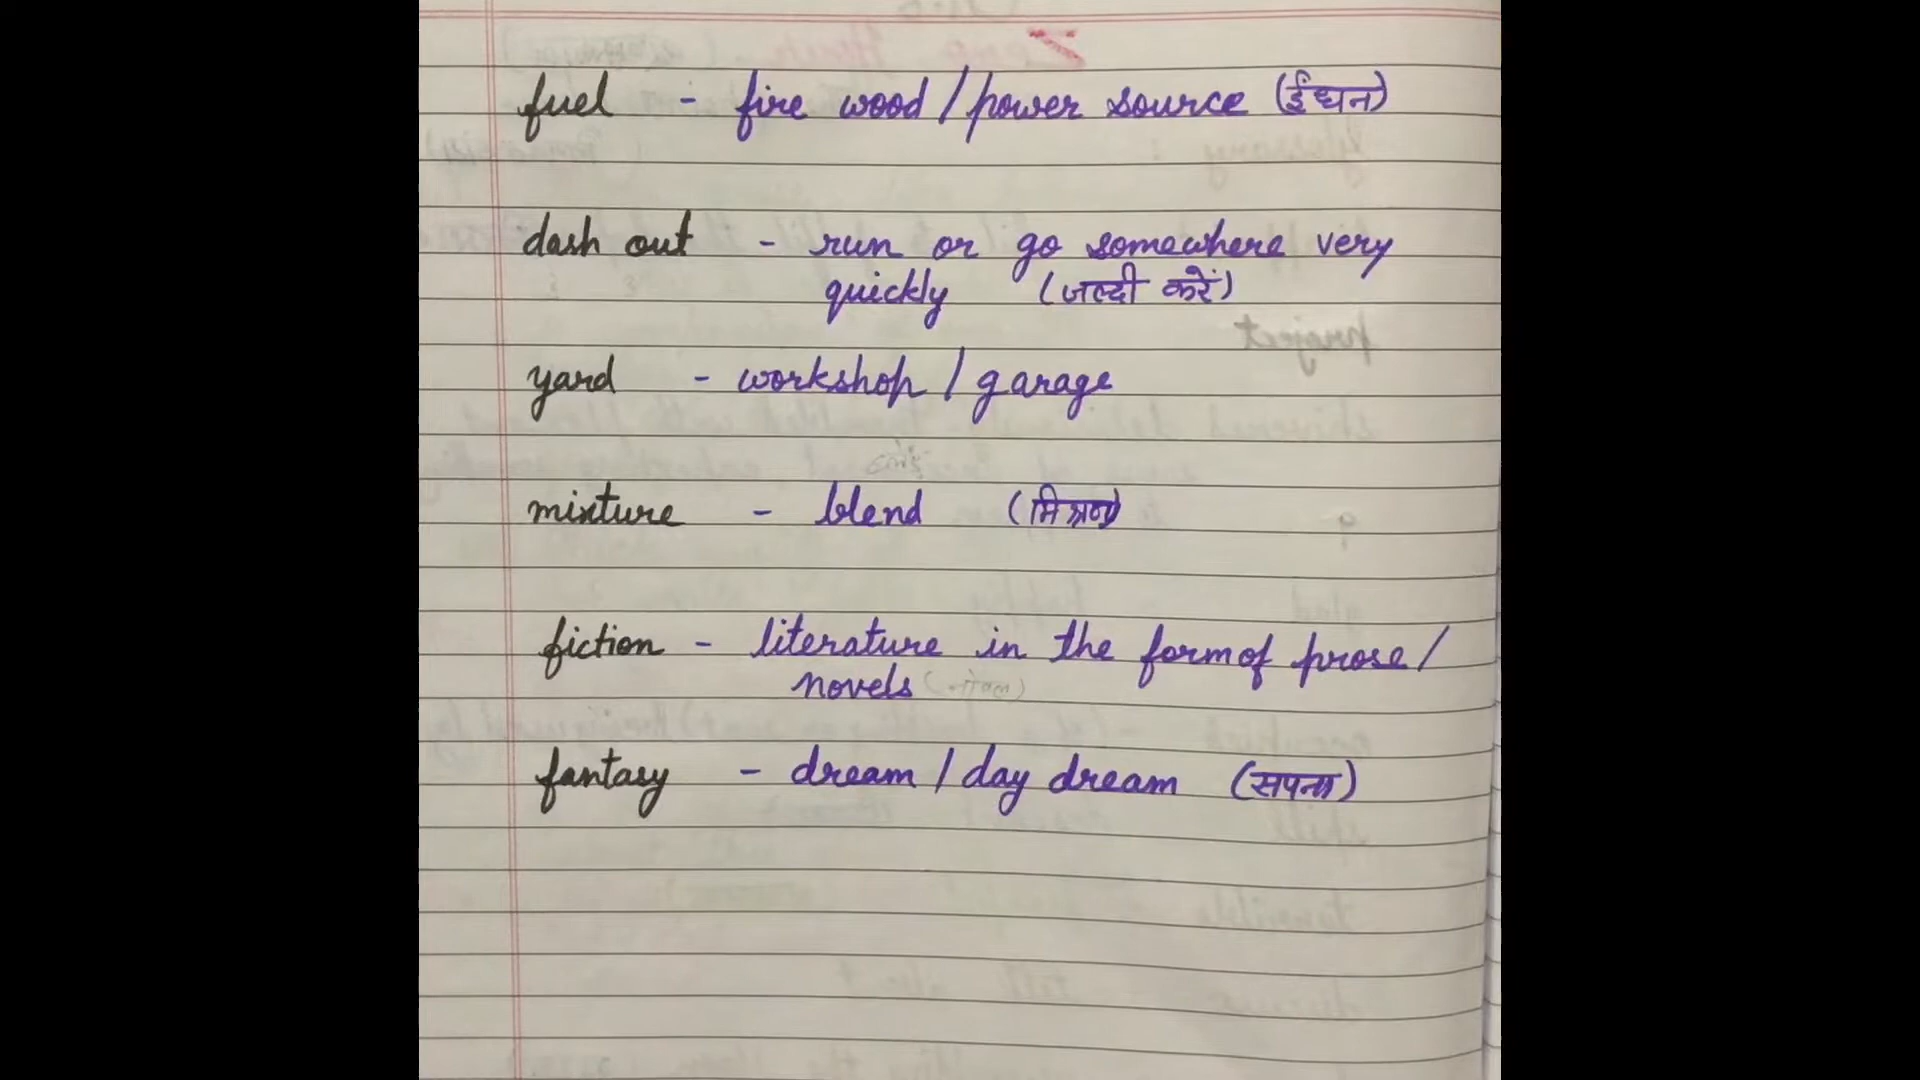 fuel - fire wood / power source (ईंधन)
dash out - run or go somewhere very
quickly (जल्दी करें)
yard - workshop / garage
mixture - blend (मिश्रण)
fiction - literature in the form of prose /
novels
fantasy - dream / day dream (सपना)